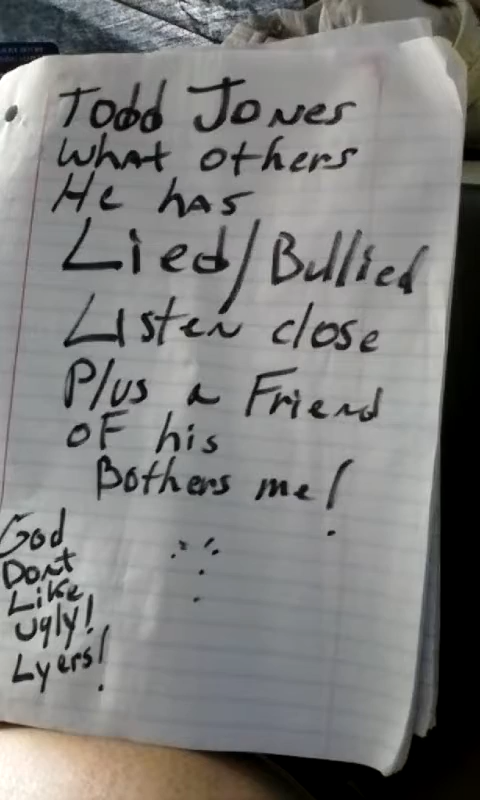 Todd Jones
What others
He has
Lied/Bullied
Listen close
Plus a Friend
OF his
Bothers me!
God
Dont
Like
Ugly!
Lyers!